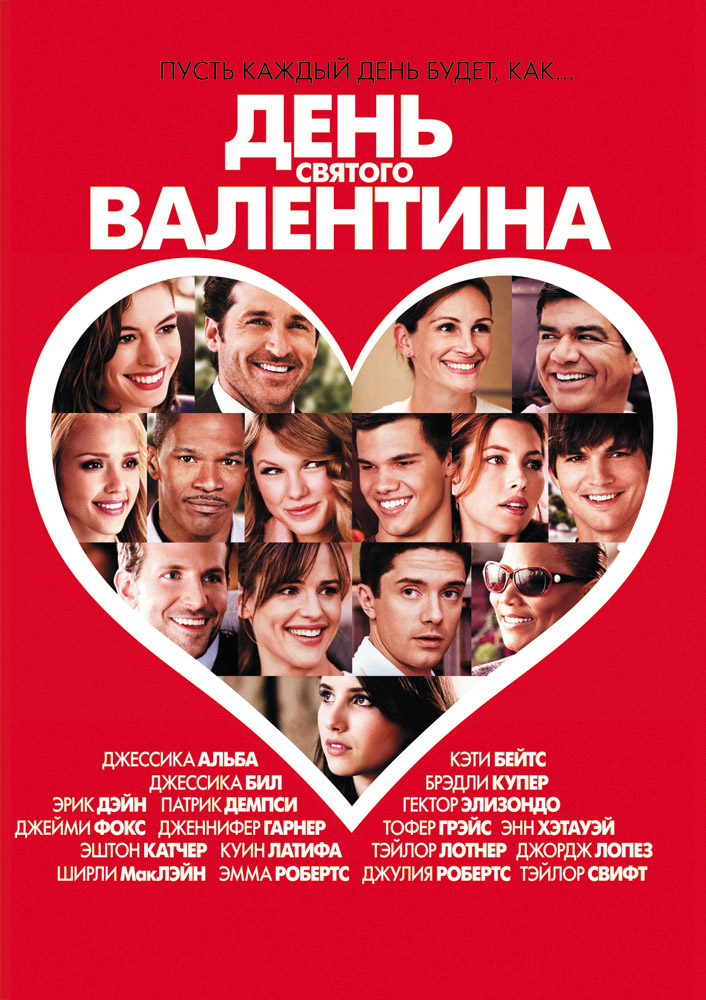 ПУСТЬ КАЖДЫЙ ДЕНЬ БУДЕТ, КАК...
ДЕНЬ
СВЯТОГО
ВАЛЕНТИНА
ДЖЕССИКА АЛЬБА КЭТИ БЕЙТС
ДЖЕССИКА БИЛ БРЭДЛИ КУПЕР
ЭРИК ДЭЙН ПАТРИК ДЕМПСИ ГЕКТОР ЭЛИЗОНДО
ДЖЕЙМИ ФОКС ДЖЕННИФЕР ГАРНЕР ТОФЕР ГРЭЙС ЭНН ХЭТАУЭЙ
ЭШТОН КАТЧЕР КУИН ЛАТИФА ТЭЙЛОР ЛОТНЕР ДЖОРДЖ ЛОПЕЗ
ШИРЛИ МакЛЭЙН ЭММА РОБЕРТС ДЖУЛИЯ РОБЕРТС ТЭЙЛОР СВИФТ